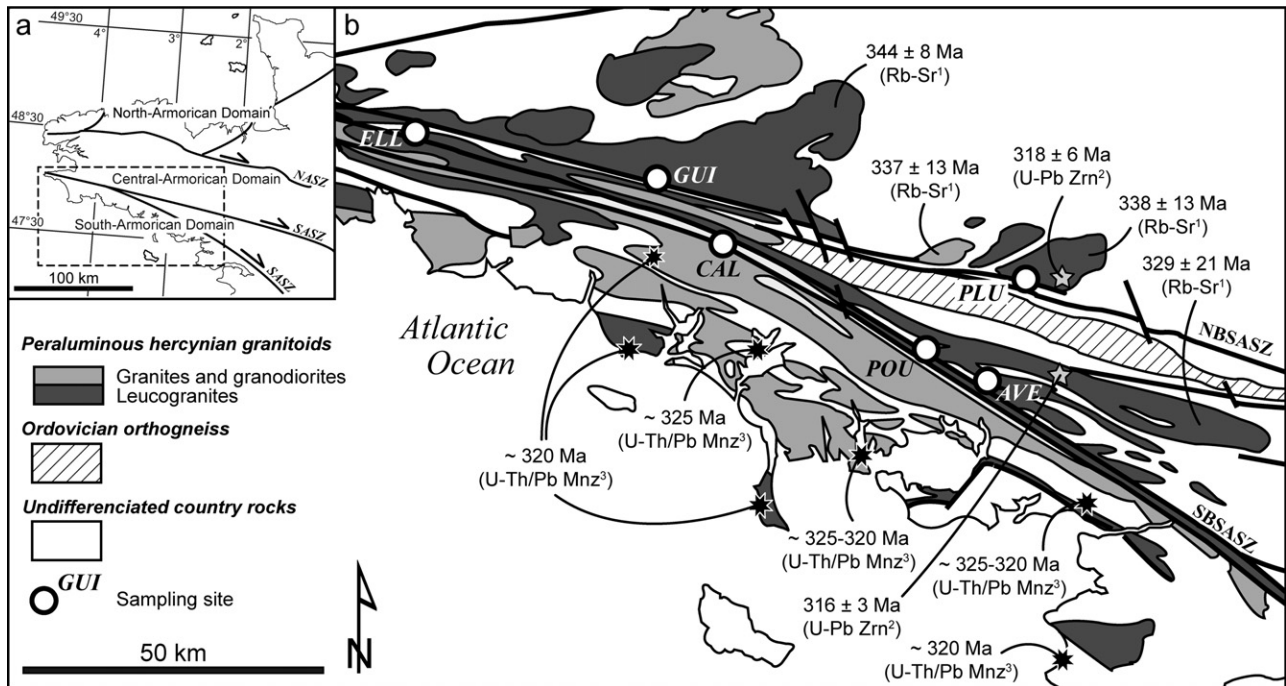 a
49°30
4°
3°
2°
North-Armorican Domain
48°30
Central-Armorican Domain
NASZ
47°30
South-Armorican Domain
SASZ
SASZ
100 km
Peraluminous hercynian granitoids
Granites and granodiorites
Leucogranites
Ordovician orthogneiss
Undifferenciated country rocks
GUI
Sampling site
50 km
N
b
344 ± 8 Ma
(Rb-Sr¹)
ELL
GUI
337 ± 13 Ma
(Rb-Sr¹)
318 ± 6 Ma
(U-Pb Zrn²)
338 ± 13 Ma
(Rb-Sr¹)
329 ± 21 Ma
(Rb-Sr¹)
CAL
PLU
NBSASZ
Atlantic
Ocean
POU
AVE
~ 325 Ma
(U-Th/Pb Mnz³)
~ 320 Ma
(U-Th/Pb Mnz³)
SBSASZ
~ 325-320 Ma
(U-Th/Pb Mnz³)
~ 325-320 Ma
(U-Th/Pb Mnz³)
316 ± 3 Ma
(U-Pb Zrn²)
~ 320 Ma
(U-Th/Pb Mnz³)